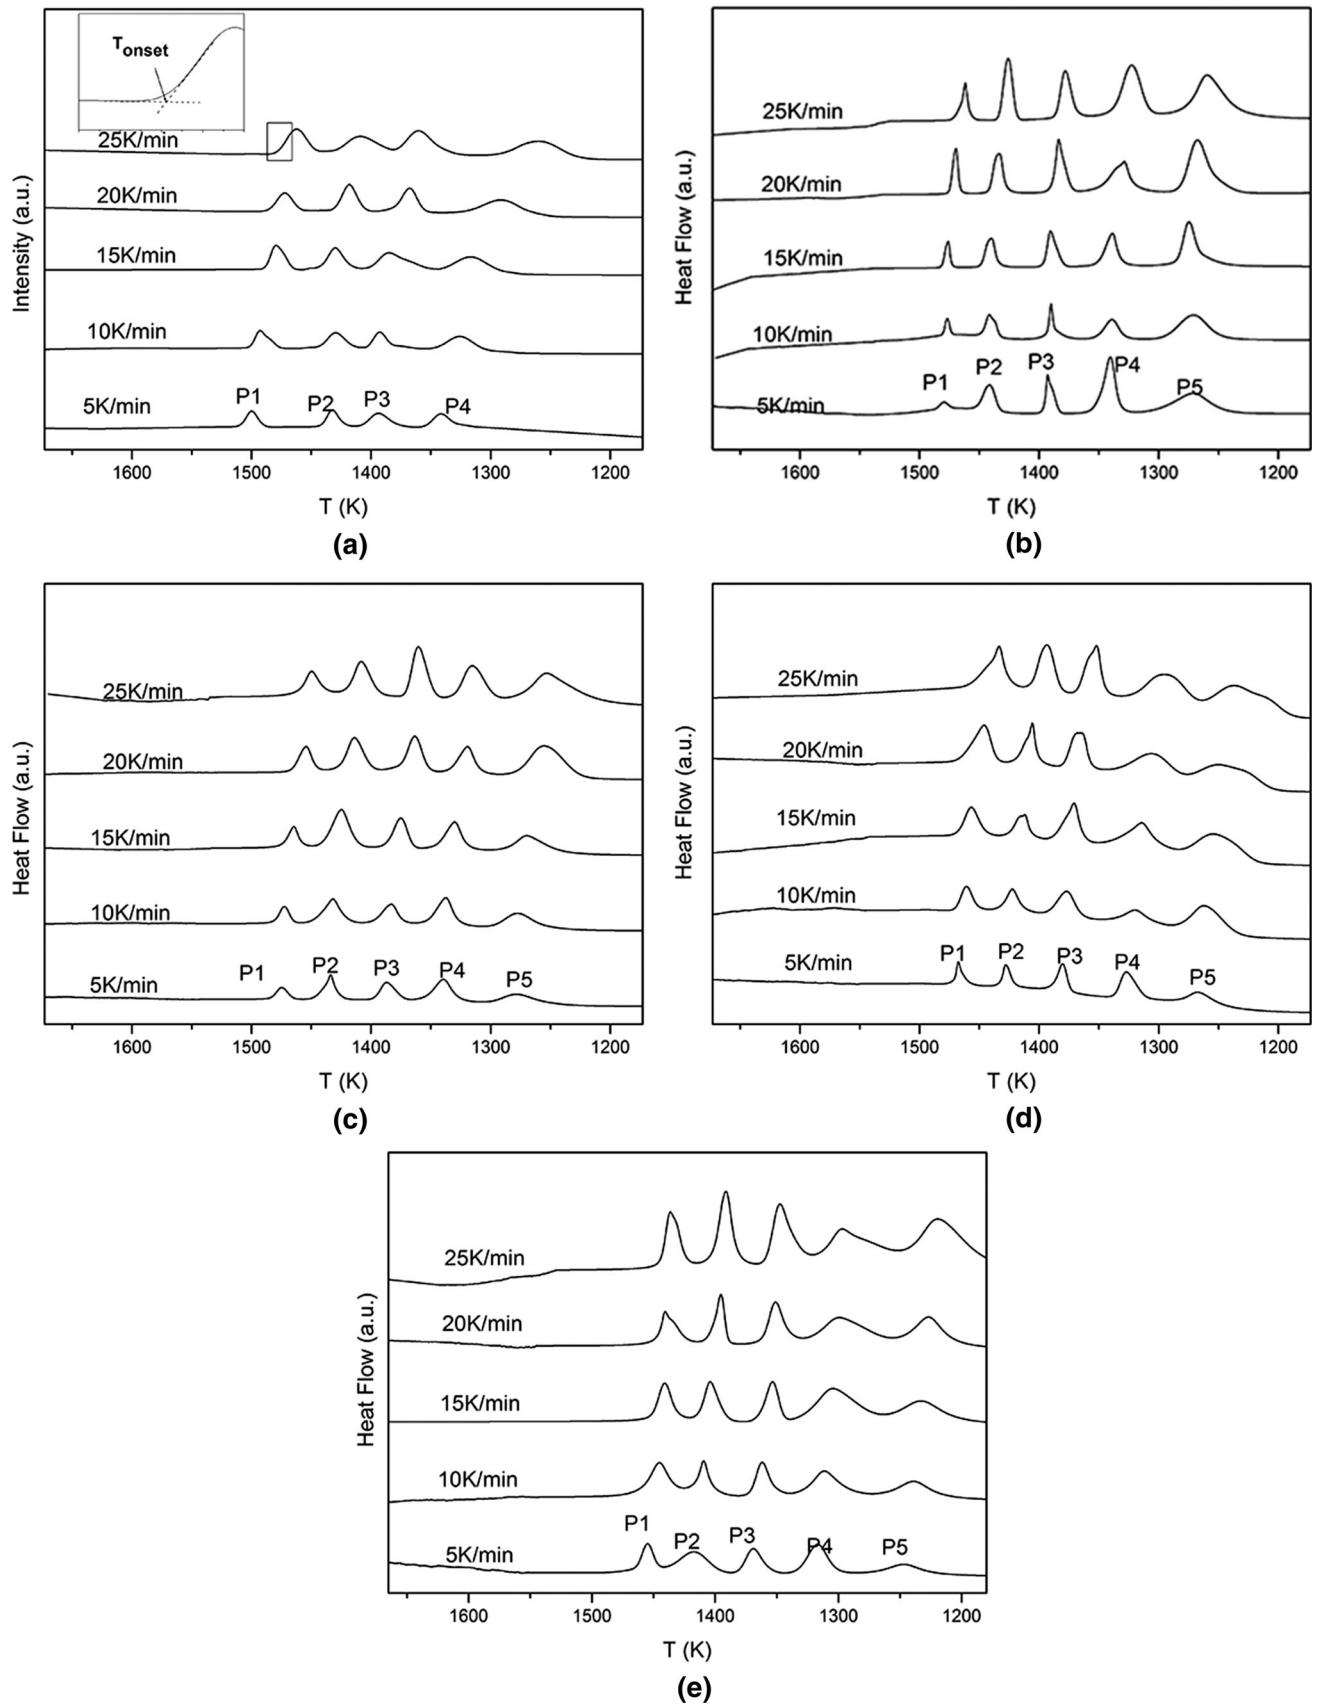 Tonset
25K/min
20K/min
15K/min
10K/min
5K/min
P1
P2
P3
P4
Intensity (a.u.)
1600
1500
1400
1300
1200
T (K)
(a)
25K/min
20K/min
15K/min
10K/min
5K/min
P1
P2
P3
P4
P5
Heat Flow (a.u.)
1600
1500
1400
1300
1200
T (K)
(b)
25K/min
20K/min
15K/min
10K/min
5K/min
P1
P2
P3
P4
P5
Heat Flow (a.u.)
1600
1500
1400
1300
1200
T (K)
(c)
25K/min
20K/min
15K/min
10K/min
5K/min
P1
P2
P3
P4
P5
Heat Flow (a.u.)
1600
1500
1400
1300
1200
T (K)
(d)
25K/min
20K/min
15K/min
10K/min
5K/min
P1
P2
P3
P4
P5
Heat Flow (a.u.)
1600
1500
1400
1300
1200
T (K)
(e)